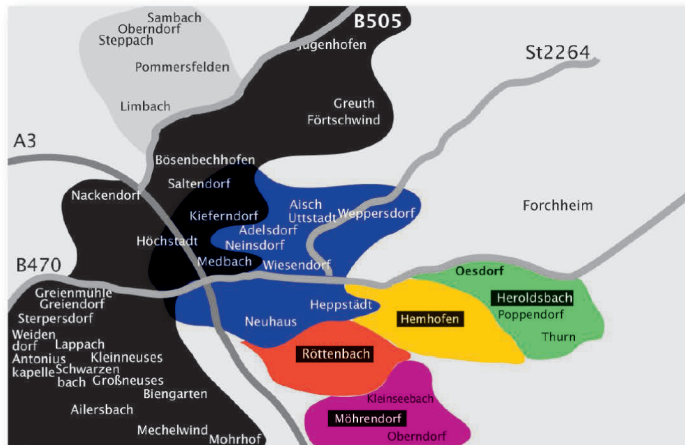 Sambach
Oberndorf
Steppach
B505
Jugenhofen
St2264
Pommersfelden
Limbach
Greuth
Förtschwind
A3
Bösenbechhofen
Saltendorf
Nackendorf
Aisch
Kieferndorf
Uttstadt
Weppersdorf
Forchheim
Adelsdorf
Höchstadt
Neinsdorf
Medbach
Wiesendorf
B470
Oesdorf
Greienmühle
Greiendorf
Heppstädt
Heroldsbach
Sterpersdorf
Neuhaus
Hemhofen
Poppendorf
Weiden
dorf
Lappach
Thurn
Antonius
kapelle
Kleinneuses
Röttenbach
Schwarzen
bach
Großneuses
Biengarten
Kleinseebach
Ailersbach
Möhrendorf
Mechelwind
Mohrhof
Oberndorf